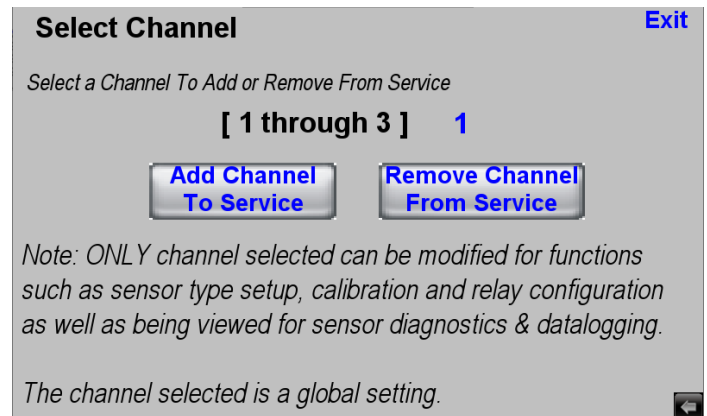 Select Channel
Exit
Select a Channel To Add or Remove From Service
[ 1 through 3 ] 1
Add Channel To Service
Remove Channel From Service
Note: ONLY channel selected can be modified for functions
such as sensor type setup, calibration and relay configuration
as well as being viewed for sensor diagnostics & datalogging.
The channel selected is a global setting.